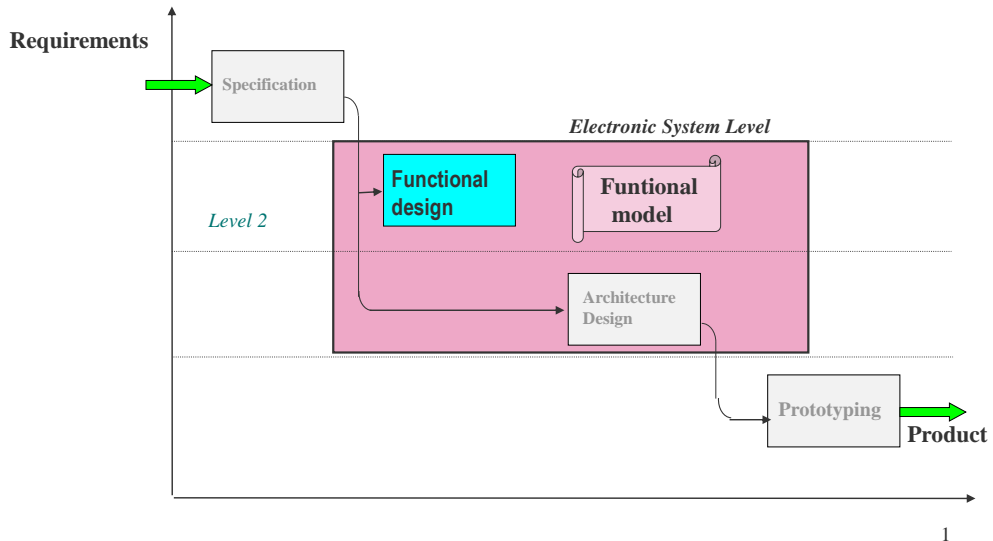 Requirements
Specification
Electronic System Level
Functional
design
Funtional
model
Level 2
Architecture
Design
Prototyping
Product
1